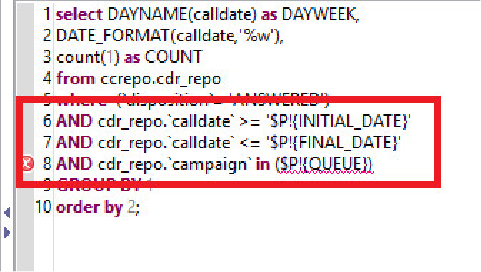 1 select DAYNAME(calldate) as DAYWEEK,
2 DATE_FORMAT(calldate,'%w'),
3 count(1) as COUNT
4 from ccrepo.cdr_repo
5 where (`disposition` = 'ANSWERED')
6 AND cdr_repo.`calldate` >= '$P!{INITIAL_DATE}'
7 AND cdr_repo.`calldate` <= '$P!{FINAL_DATE}'
8 AND cdr_repo.`campaign` in ($P!{QUEUE})
9 GROUP BY
10 order by 2;